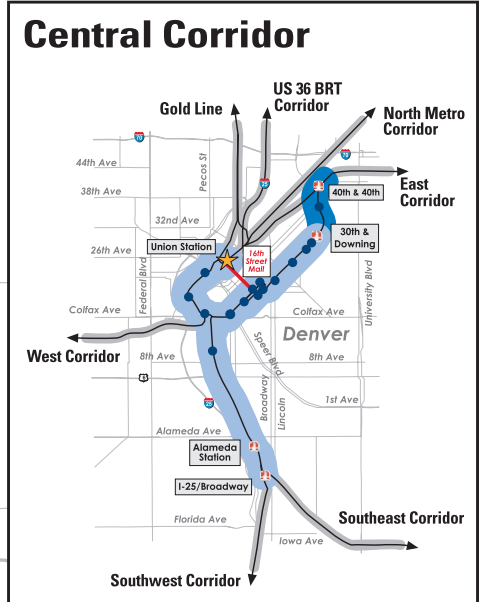 Central Corridor
US 36 BRT
Corridor
Gold Line
North Metro
Corridor
70
70
44th Ave
Pecos St
25
East
Corridor
38th Ave
40th & 40th
32nd Ave
30th &
Downing
Union Station
16th
Street
Mall
26th Ave
Federal Blvd
University Blvd
Colfax Ave
Colfax Ave
Denver
West Corridor
8th Ave
Speer Blvd
8th Ave
6
25
Broadway
Lincoln
1st Ave
Alameda Ave
Alameda
Station
I-25/Broadway
Florida Ave
Southeast Corridor
Iowa Ave
Southwest Corridor